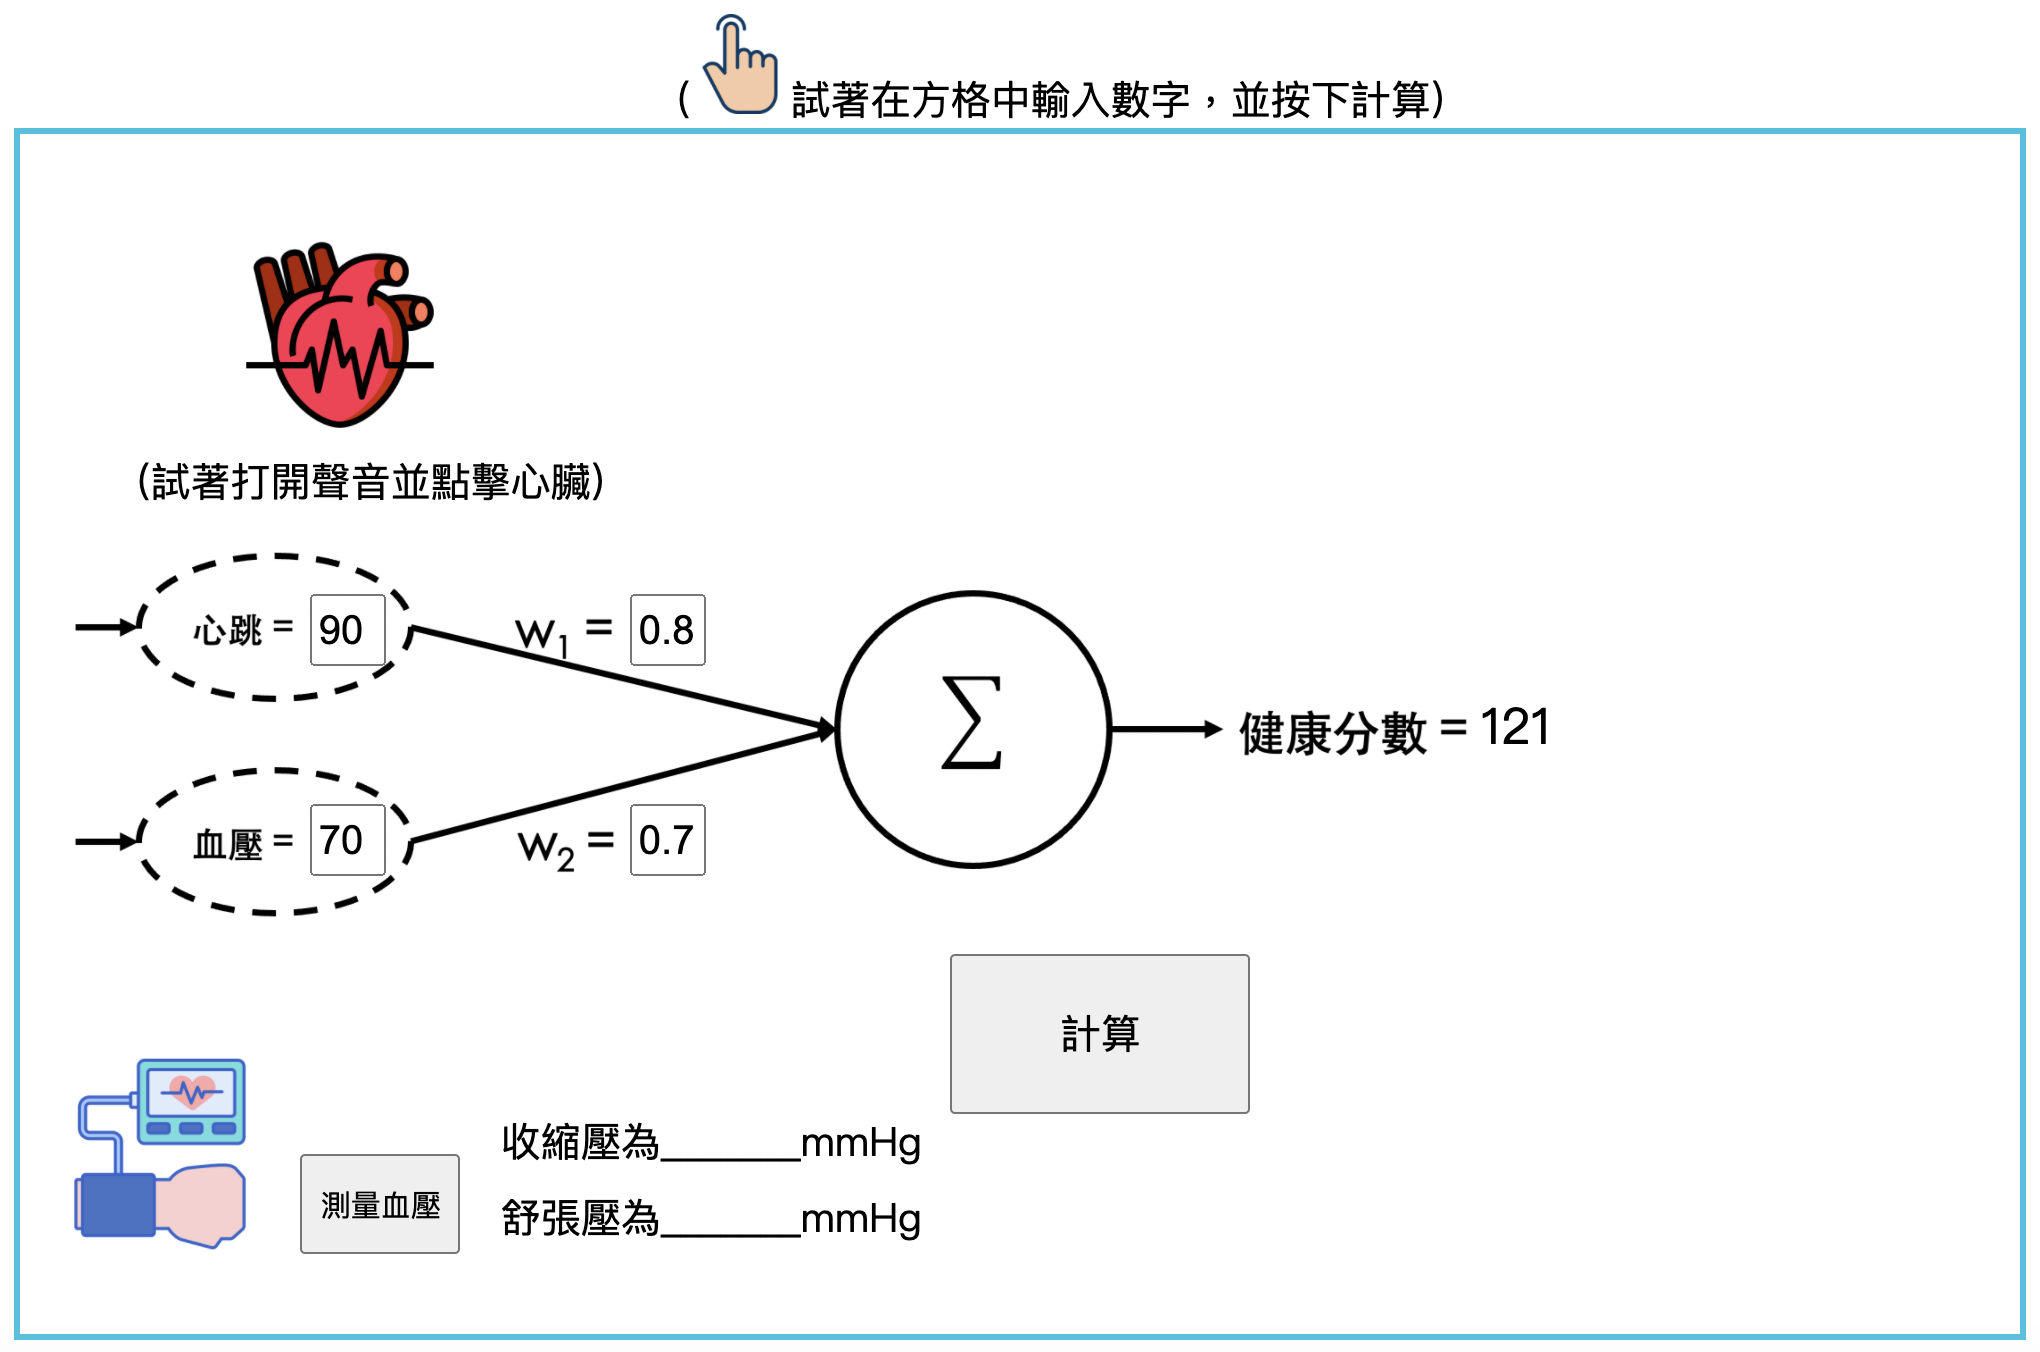 ( 試著在方格中輸入數字，並按下計算)
(試著打開聲音並點擊心臟)
心跳 = 90
w1 = 0.8
Σ
健康分數 = 121
血壓 = 70
w2 = 0.7
計算
測量血壓
收縮壓為_______mmHg
舒張壓為_______mmHg